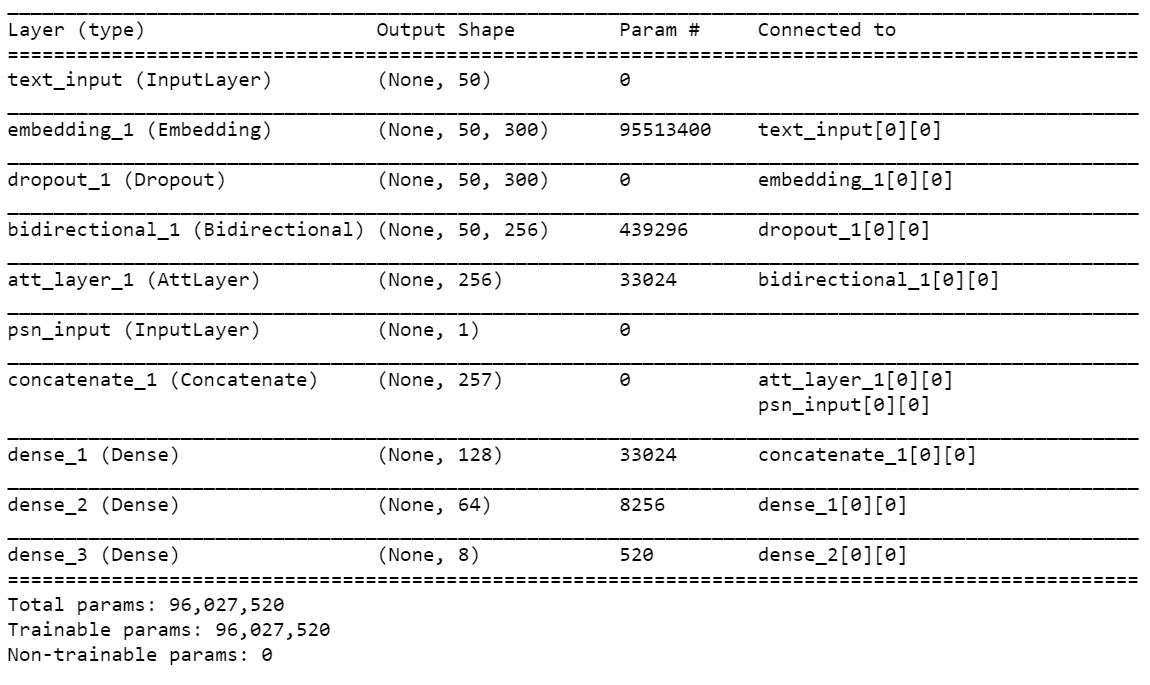 Layer (type) Output Shape Param # Connected to
text_input (InputLayer) (None, 50) 0
embedding_1 (Embedding) (None, 50, 300) 95513400 text_input[0][0]
dropout_1 (Dropout) (None, 50, 300) 0 embedding_1[0][0]
bidirectional_1 (Bidirectional) (None, 50, 256) 439296 dropout_1[0][0]
att_layer_1 (AttLayer) (None, 256) 33024 bidirectional_1[0][0]
psn_input (InputLayer) (None, 1) 0
concatenate_1 (Concatenate) (None, 257) 0 att_layer_1[0][0]
psn_input[0][0]
dense_1 (Dense) (None, 128) 33024 concatenate_1[0][0]
dense_2 (Dense) (None, 64) 8256 dense_1[0][0]
dense_3 (Dense) (None, 8) 520 dense_2[0][0]
Total params: 96,027,520
Trainable params: 96,027,520
Non-trainable params: 0